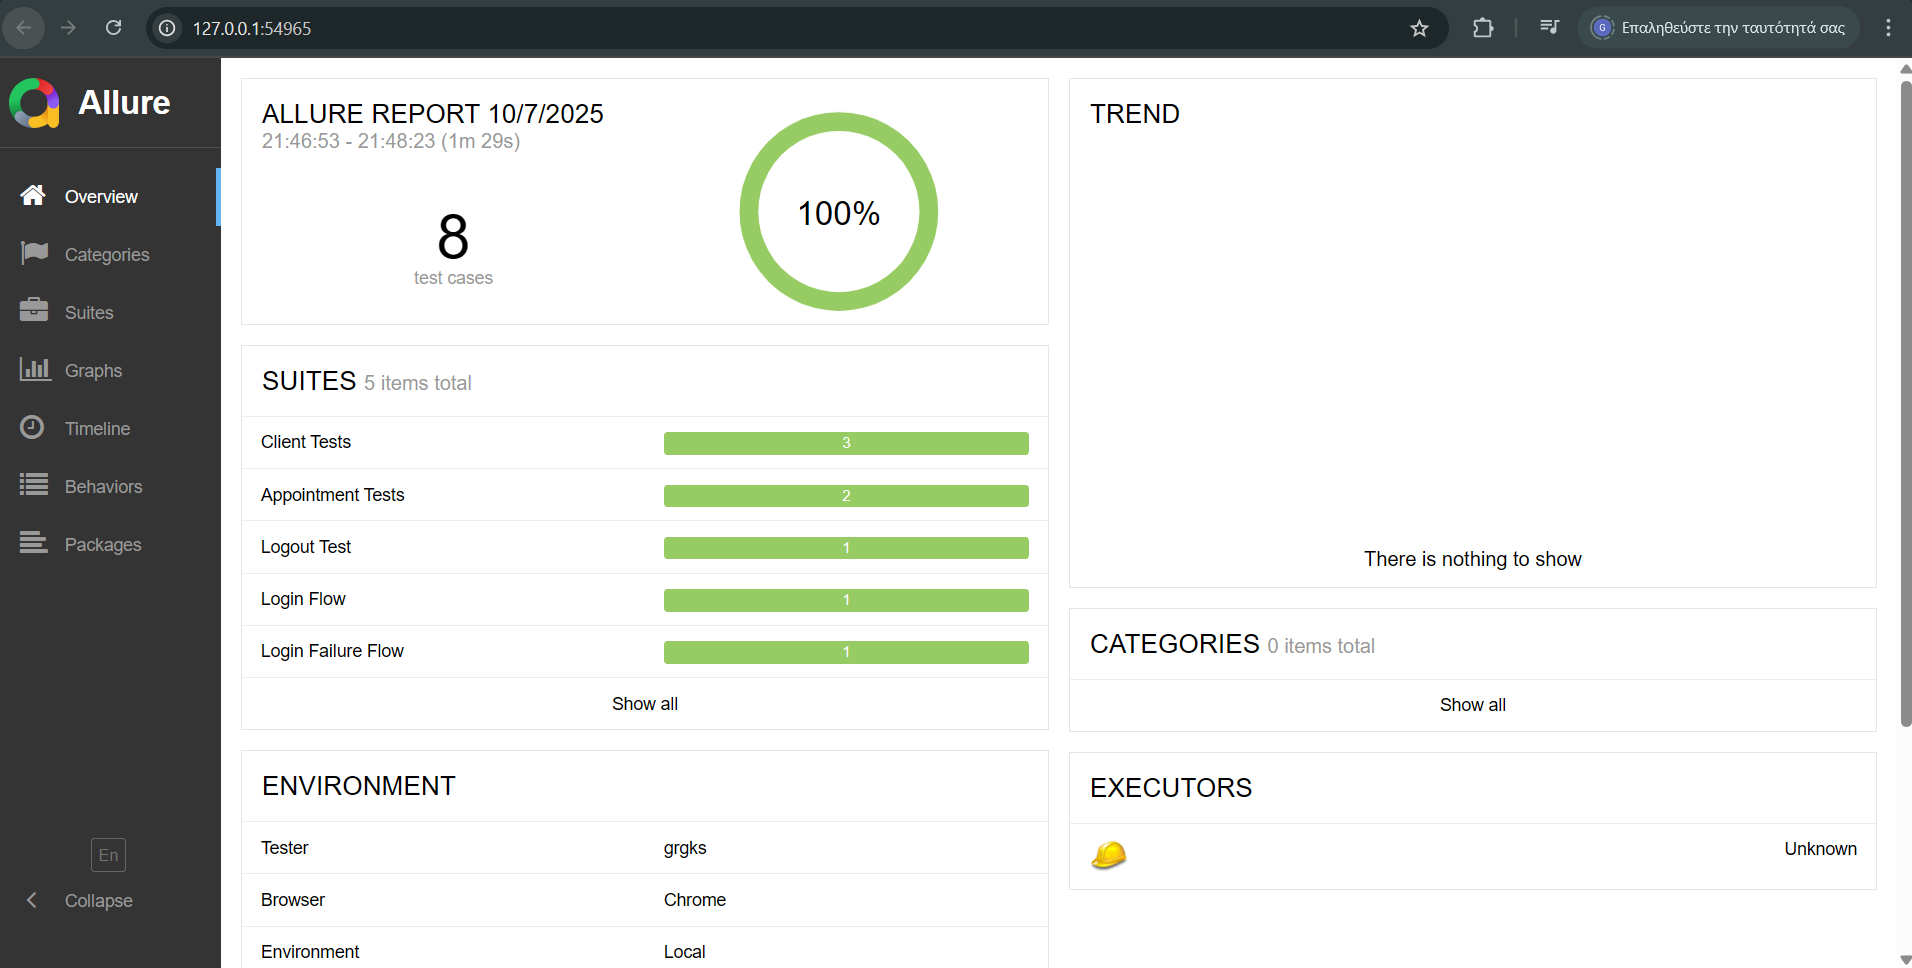 127.0.0.1:54965
G
Επαληθεύστε την ταυτότητά σας
Allure
Overview
Categories
Suites
Graphs
Timeline
Behaviors
Packages
En
Collapse
ALLURE REPORT 10/7/2025
21:46:53 - 21:48:23 (1m 29s)
8
test cases
100%
SUITES 5 items total
Client Tests 3
Appointment Tests 2
Logout Test 1
Login Flow 1
Login Failure Flow 1
Show all
ENVIRONMENT
Tester grgks
Browser Chrome
Environment Local
TREND
There is nothing to show
CATEGORIES 0 items total
Show all
EXECUTORS
Unknown